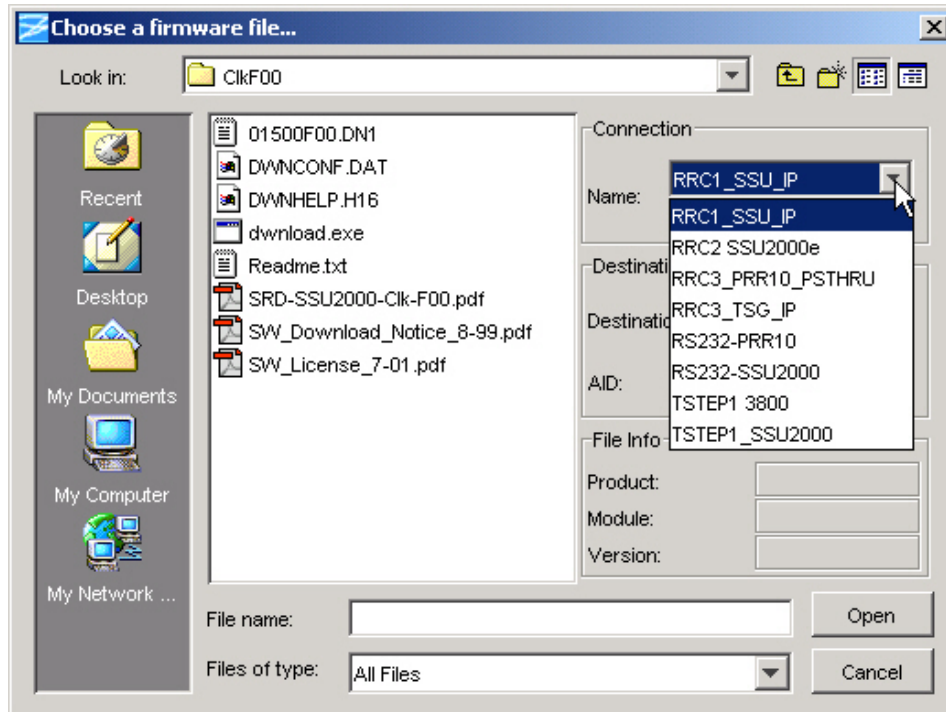 Choose a firmware file...
Look in:
ClkF00
Recent
Desktop
My Documents
My Computer
My Network ...
01500F00.DN1
DWNCONF.DAT
DWNHELP.H16
dwnload.exe
Readme.txt
SRD-SSU2000-Clk-F00.pdf
SW_Download_Notice_8-99.pdf
SW_License_7-01.pdf
Connection
Name:
RRC1_SSU_IP
RRC1_SSU_IP
RRC2 SSU2000e
RRC3_PRR10_PSTHRU
RRC3_TSG_IP
RS232-PRR10
RS232-SSU2000
TSTEP1 3800
TSTEP1_SSU2000
Destinati
Destinatio
AID:
File Info
Product:
Module:
Version:
File name:
Open
Files of type:
All Files
Cancel